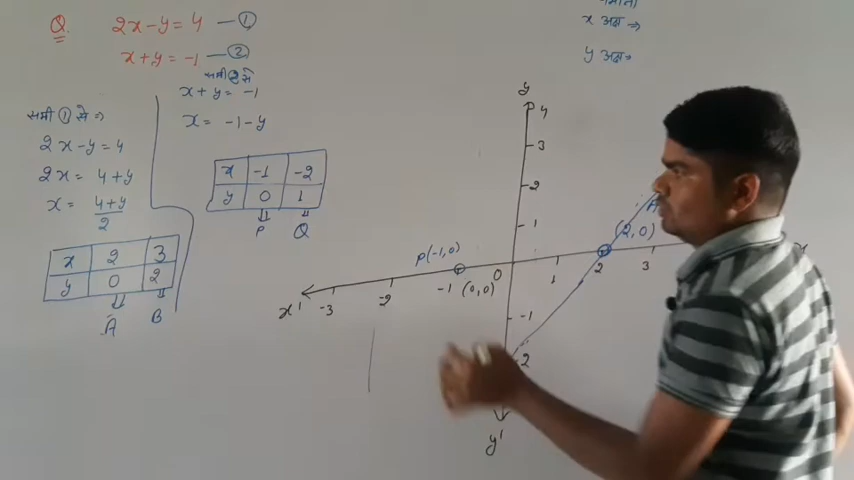 Q 2x-y=4 —①
x+y=-1 —②
समी ① से ⇒
2x-y=4
2x= 4+y
x= 4+y/2
x 2 3
y 0 2
A B
समी ② से
x+y= -1
x= -1-y
x -1 -2
y 0 1
P Q
x अक्ष ⇒
y अक्ष ⇒
y
4
3
2
1
A
(2,0)
P(-1,0)
x' -3 -2 -1 (0,0) 0 1 2 3
-1
2
y'